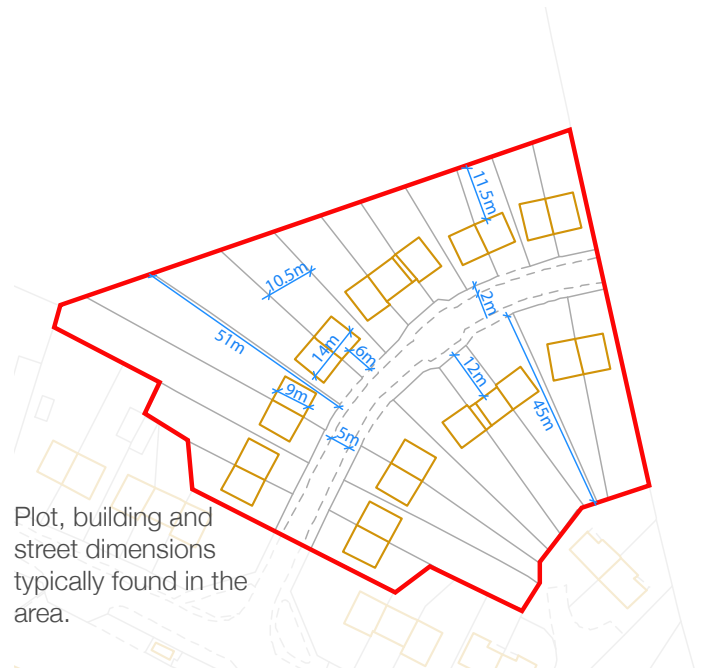 11.5m
10.5m
2m
51m
14m
6m
12m
9m
45m
5m
Plot, building and
street dimensions
typically found in the
area.